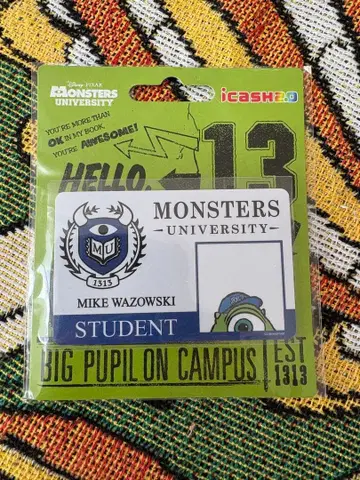 Disney·PIXAR
MONSTERS
UNIVERSITY
icash2.0
YOU'RE MORE THAN
OK IN MY BOOK.
YOU'RE AWESOME!
13
HELLO,
MONSTERS
UNIVERSITY
MU
1313
MIKE WAZOWSKI
STUDENT
BIG PUPIL ON CAMPUS
EST
1313